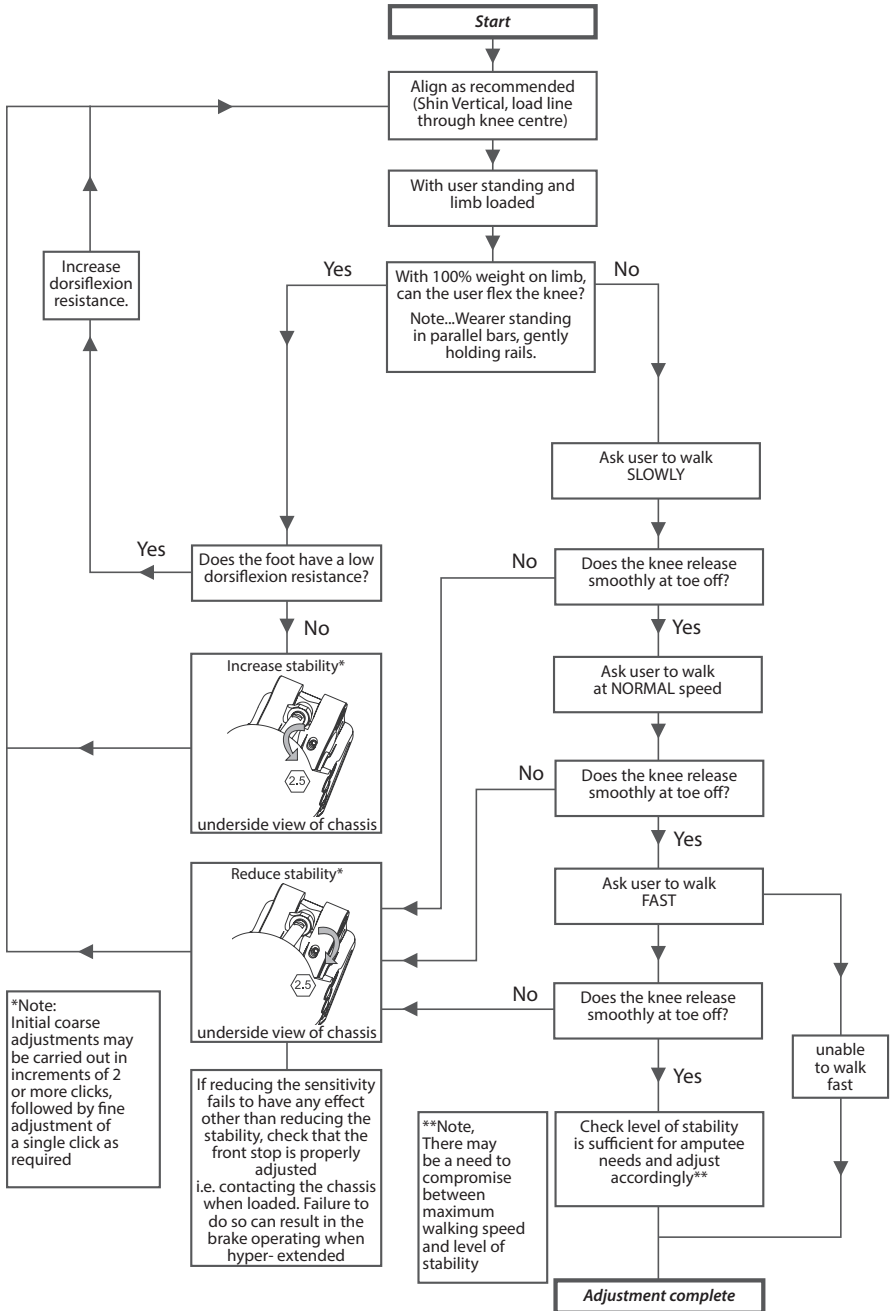 Start
Align as recommended
(Shin Vertical, load line
through knee centre)
With user standing and
limb loaded
Yes
With 100% weight on limb,
can the user flex the knee?
Note...Wearer standing
in parallel bars, gently
holding rails.
No
Increase
dorsiflexion
resistance.
Ask user to walk
SLOWLY
Yes
Does the foot have a low
dorsiflexion resistance?
No
No
Does the knee release
smoothly at toe off?
Yes
Increase stability*
2.5
underside view of chassis
Ask user to walk
at NORMAL speed
No
Does the knee release
smoothly at toe off?
Yes
Reduce stability*
2.5
underside view of chassis
Ask user to walk
FAST
No
Does the knee release
smoothly at toe off?
Yes
unable
to walk
fast
*Note:
Initial coarse
adjustments may
be carried out in
increments of 2
or more clicks,
followed by fine
adjustment of
a single click as
required
If reducing the sensitivity
fails to have any effect
other than reducing the
stability, check that the
front stop is properly
adjusted
i.e. contacting the chassis
when loaded. Failure to
do so can result in the
brake operating when
hyper- extended
**Note,
There may
be a need to
compromise
between
maximum
walking speed
and level of
stability
Check level of stability
is sufficient for amputee
needs and adjust
accordingly**
Adjustment complete